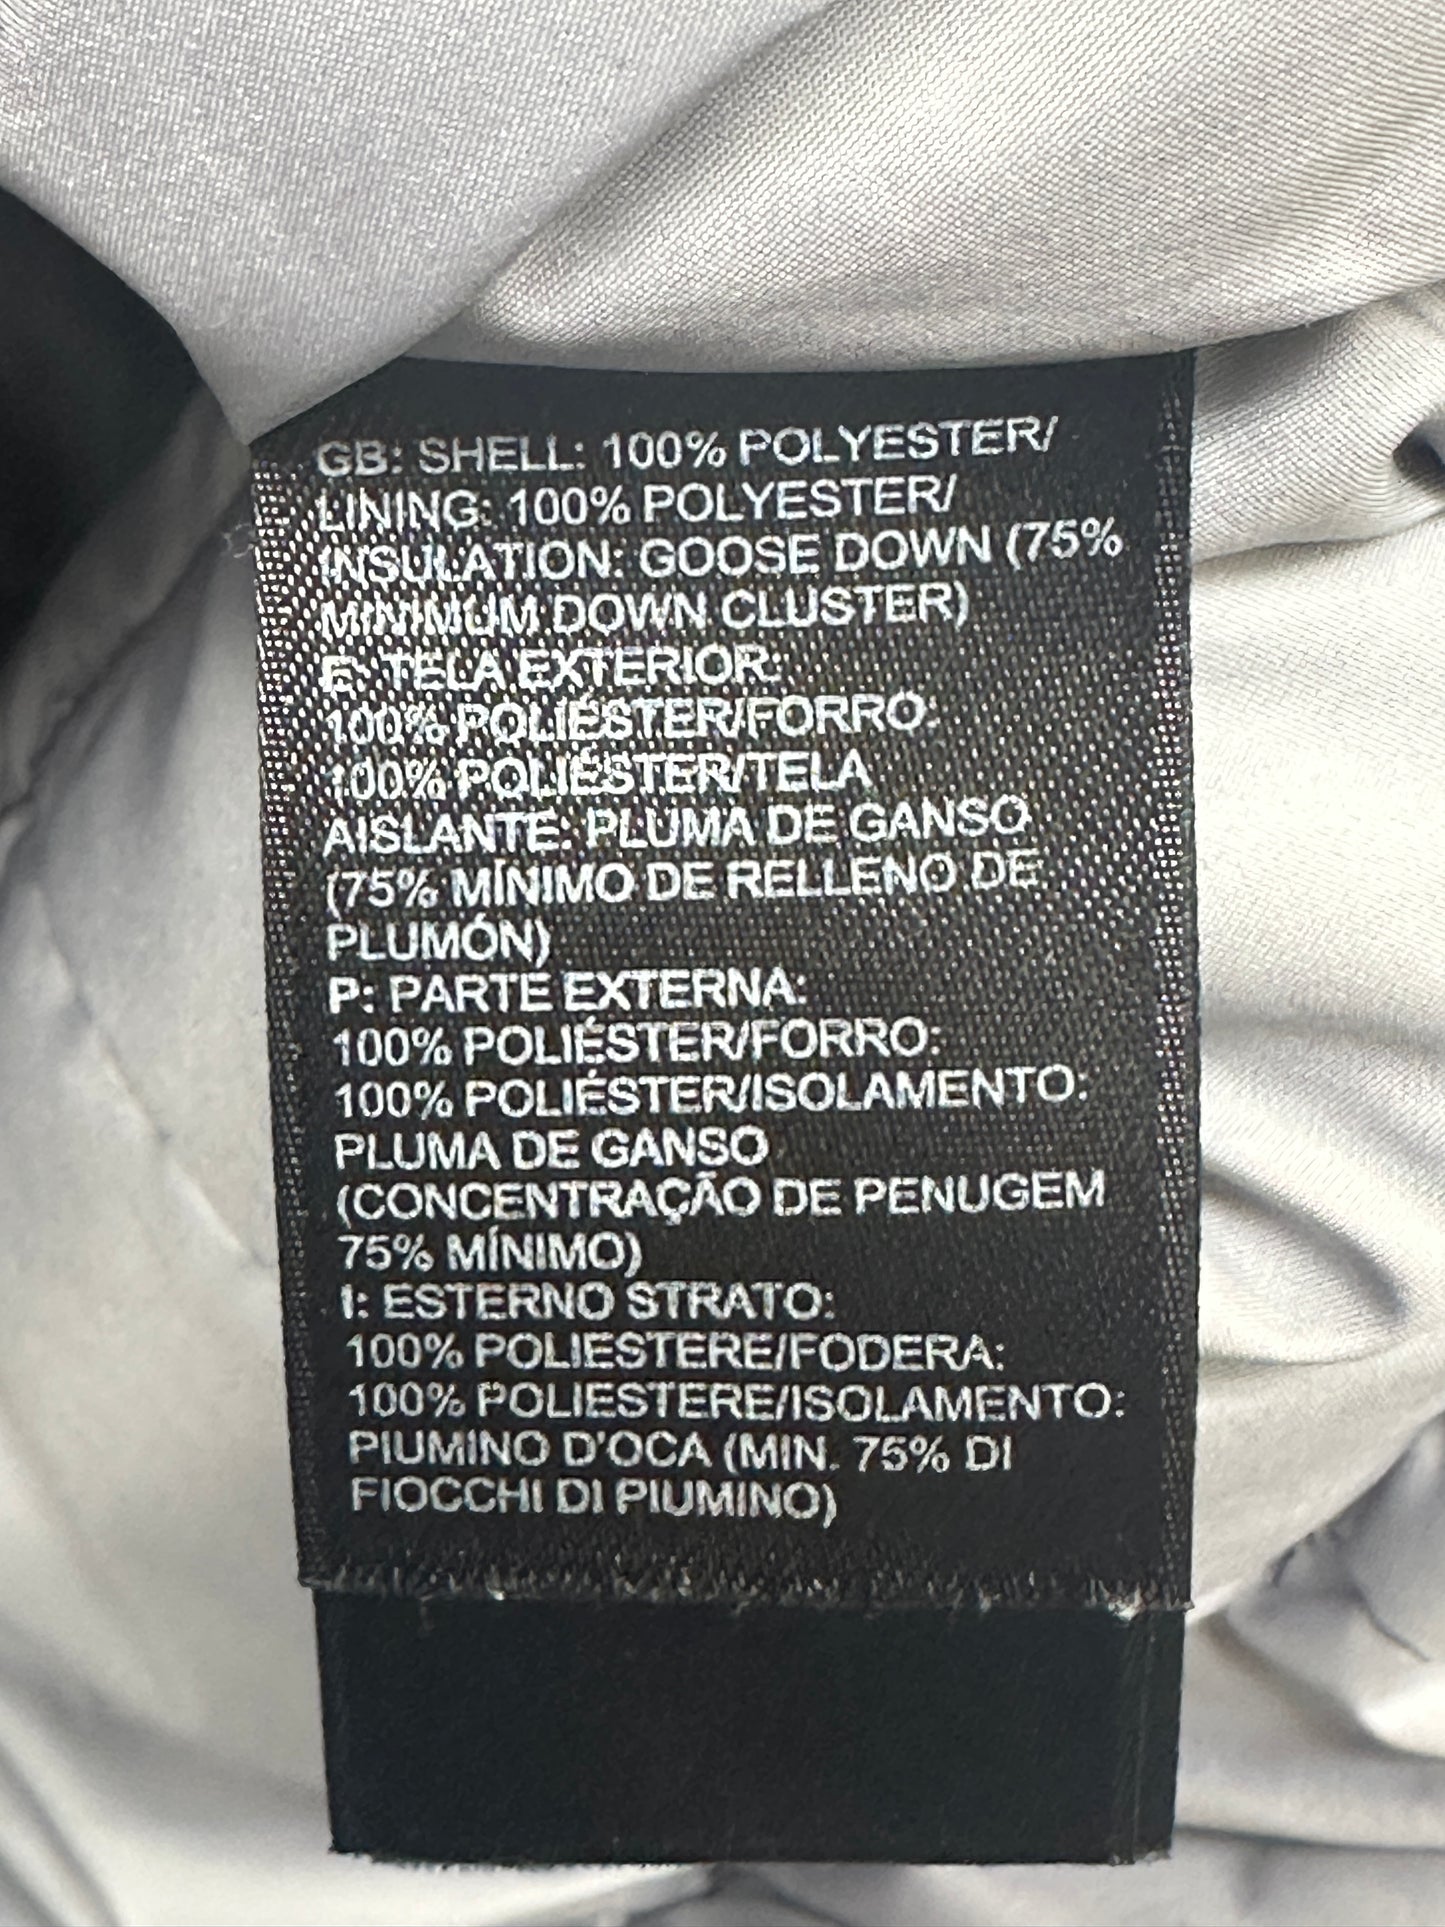 GB: SHELL: 100% POLYESTER/
LINING: 100% POLYESTER/
INSULATION: GOOSE DOWN (75%
MINIMUM DOWN CLUSTER)
E: TELA EXTERIOR:
100% POLIÉSTER/FORRO:
100% POLIÉSTER/TELA
AISLANTE: PLUMA DE GANSO
(75% MÍNIMO DE RELLENO DE
PLUMÓN)
P: PARTE EXTERNA:
100% POLIÉSTER/FORRO:
100% POLIÉSTER/ISOLAMENTO:
PLUMA DE GANSO
(CONCENTRAÇÃO DE PENUGEM
75% MÍNIMO)
I: ESTERNO STRATO:
100% POLIESTERE/FODERA:
100% POLIESTERE/ISOLAMENTO:
PIUMINO D'OCA (MIN. 75% DI
FIOCCHI DI PIUMINO)